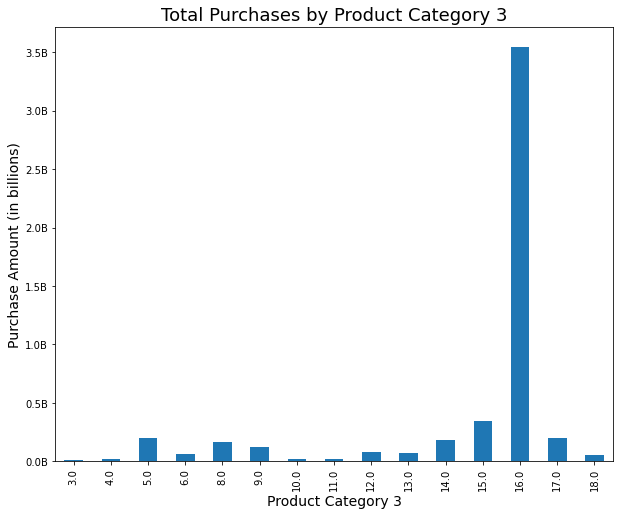 Total Purchases by Product Category 3
Purchase Amount (in billions)
3.5B
3.0B
2.5B
2.0B
1.5B
1.0B
0.5B
0.0B
3.0 4.0 5.0 6.0 8.0 9.0 10.0 11.0 12.0 13.0 14.0 15.0 16.0 17.0 18.0
Product Category 3